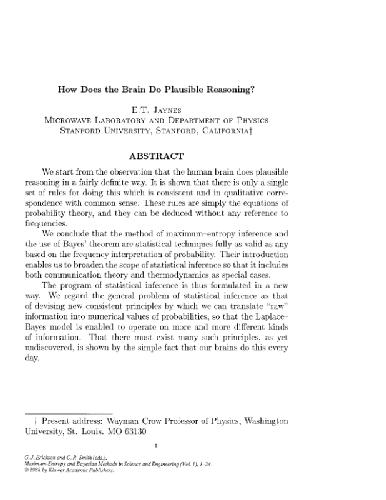 How Does the Brain Do Plausible Reasoning?
E.T. JAYNES
MICROWAVE LABORATORY AND DEPARTMENT OF PHYSICS
STANFORD UNIVERSITY, STANFORD, CALIFORNIA†
ABSTRACT
We start from the observation that the human brain does plausible
reasoning in a fairly definite way. It is shown that there is only a single
set of rules for doing this which is consistent and in qualitative corre-
spondence with common sense. These rules are simply the equations of
probability theory, and they can be deduced without any reference to
frequencies.
We conclude that the method of maximum–entropy inference and
the use of Bayes' theorem are statistical techniques fully as valid as any
based on the frequency interpretation of probability. Their introduction
enables us to broaden the scope of statistical inference so that it includes
both communication theory and thermodynamics as special cases.
The program of statistical inference is thus formulated in a new
way. We regard the general problem of statistical inference as that
of devising new consistent principles by which we can translate "raw"
information into numerical values of probabilities, so that the Laplace–
Bayes model is enabled to operate on more and more different kinds
of information. That there must exist many such principles, as yet
undiscovered, is shown by the simple fact that our brains do this every
day.
† Present address: Wayman Crow Professor of Physics, Washington
University, St. Louis, MO 63130
1
G. J. Erickson and C. R. Smith (eds.),
Maximum-Entropy and Bayesian Methods in Science and Engineering (Vol. 1), 1–24.
© 1988 by Kluwer Academic Publishers.